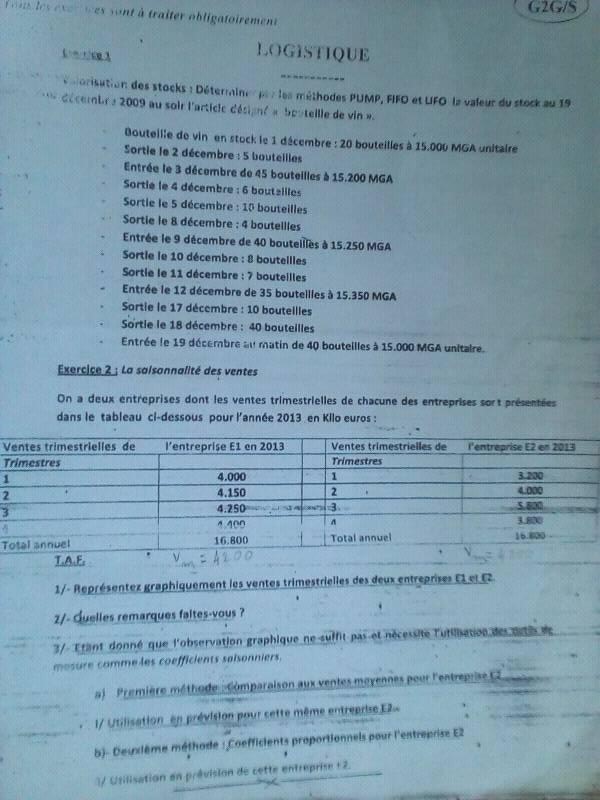 Tous les exercices sont à traiter obligatoirement
G2G/S
LOGISTIQUE
Exercice 1
Valorisation des stocks : Déterminer par les méthodes PUMP, FIFO et LIFO la valeur du stock au 19
décembre 2009 au soir l'article désigné « bouteille de vin ».
- Bouteille de vin en stock le 1 décembre : 20 bouteilles à 15.000 MGA unitaire
- Sortie le 2 décembre : 5 bouteilles
- Entrée le 3 décembre de 45 bouteilles à 15.200 MGA
- Sortie le 4 décembre : 6 bouteilles
- Sortie le 5 décembre : 10 bouteilles
- Sortie le 8 décembre : 4 bouteilles
- Entrée le 9 décembre de 40 bouteilles à 15.250 MGA
- Sortie le 10 décembre : 8 bouteilles
- Sortie le 11 décembre : 7 bouteilles
- Entrée le 12 décembre de 35 bouteilles à 15.350 MGA
- Sortie le 17 décembre : 10 bouteilles
- Sortie le 18 décembre : 40 bouteilles
- Entrée le 19 décembre au matin de 40 bouteilles à 15.000 MGA unitaire.
Exercice 2 : La saisonnalité des ventes
On a deux entreprises dont les ventes trimestrielles de chacune des entreprises sont présentées
dans le tableau ci-dessous pour l'année 2013 en Kilo euros :
Ventes trimestrielles de l'entreprise E1 en 2013 Ventes trimestrielles de l'entreprise E2 en 2013
Trimestres Trimestres
1 4.000 1 3.200
2 4.150 2 4.000
3 4.250 3 5.800
4 4.400 4 3.800
Total annuel 16.800 Total annuel 16.800
T.A.F. Vm = 4200 Vm = 4
1/- Représentez graphiquement les ventes trimestrielles des deux entreprises E1 et E2.
2/- Quelles remarques faites-vous ?
3/- Etant donné que l'observation graphique ne suffit pas et nécessite l'utilisation des outils de
mesure comme les coefficients saisonniers.
a) Première méthode : Comparaison aux ventes moyennes pour l'entreprise E2
1/ Utilisation en prévision pour cette même entreprise E2.
b)- Deuxième méthode : Coefficients proportionnels pour l'entreprise E2
1/ Utilisation en prévision de cette entreprise E2.